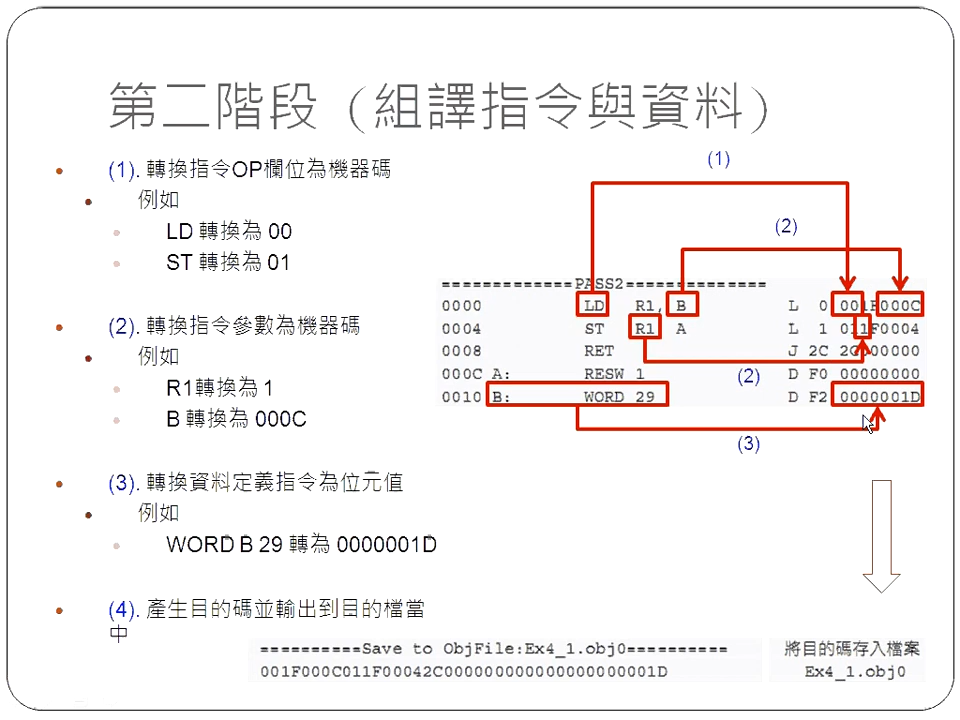 第二階段（組譯指令與資料）
(1). 轉換指令OP欄位為機器碼
例如
LD 轉換為 00
ST 轉換為 01
(2). 轉換指令參數為機器碼
例如
R1轉換為 1
B 轉換為 000C
(3). 轉換資料定義指令為位元值
例如
WORD B 29 轉為 0000001D
(4). 產生目的碼並輸出到目的檔當
中
(1)
(2)
=============PASS2==============
0000 LD R1, B L 0 001F000C
0004 ST R1 A L 1 011F0004
0008 RET J 2C 2C000000
(2)
000C A: RESW 1 D F0 00000000
0010 B: WORD 29 D F2 0000001D
(3)
==========Save to ObjFile:Ex4_1.obj0==========
001F000C011F00042C000000000000000000001D
將目的碼存入檔案
Ex4_1.obj0